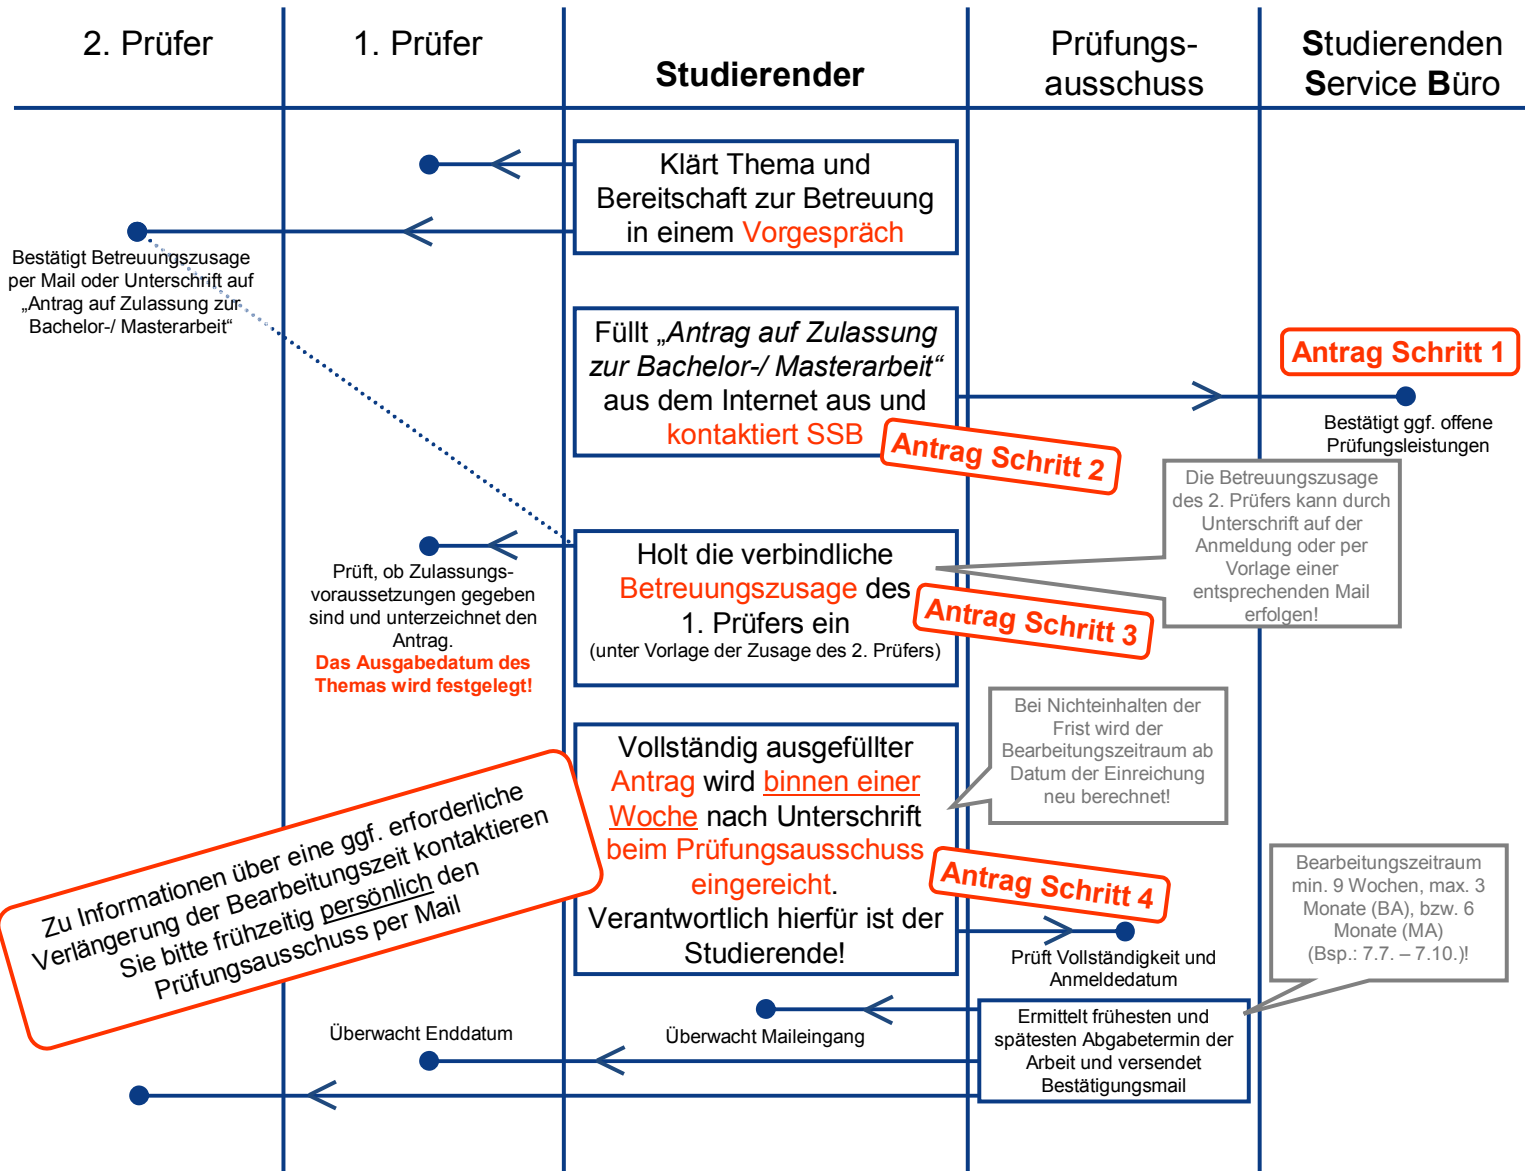 2. Prüfer
1. Prüfer
Studierender
Prüfungs-
ausschuss
Studierenden
Service Büro
Klärt Thema und
Bereitschaft zur Betreuung
in einem Vorgespräch
Bestätigt Betreuungszusage
per Mail oder Unterschrift auf
„Antrag auf Zulassung zur
Bachelor-/ Masterarbeit“
Füllt „Antrag auf Zulassung
zur Bachelor-/ Masterarbeit“
aus dem Internet aus und
kontaktiert SSB
Antrag Schritt 1
Bestätigt ggf. offene
Prüfungsleistungen
Antrag Schritt 2
Die Betreuungszusage
des 2. Prüfers kann durch
Unterschrift auf der
Anmeldung oder per
Vorlage einer
entsprechenden Mail
erfolgen!
Holt die verbindliche
Betreuungszusage des
1. Prüfers ein
(unter Vorlage der Zusage des 2. Prüfers)
Antrag Schritt 3
Prüft, ob Zulassungs-
voraussetzungen gegeben
sind und unterzeichnet den
Antrag.
Das Ausgabedatum des
Themas wird festgelegt!
Bei Nichteinhalten der
Frist wird der
Bearbeitungszeitraum ab
Datum der Einreichung
neu berechnet!
Vollständig ausgefüllter
Antrag wird binnen einer
Woche nach Unterschrift
beim Prüfungsausschuss
eingereicht.
Verantwortlich hierfür ist der
Studierende!
Antrag Schritt 4
Zu Informationen über eine ggf. erforderliche
Verlängerung der Bearbeitungszeit kontaktieren
Sie bitte frühzeitig persönlich den
Prüfungsausschuss per Mail
Prüft Vollständigkeit und
Anmeldedatum
Bearbeitungszeitraum
min. 9 Wochen, max. 3
Monate (BA), bzw. 6
Monate (MA)
(Bsp.: 7.7. – 7.10.)!
Ermittelt frühesten und
spätesten Abgabetermin der
Arbeit und versendet
Bestätigungsmail
Überwacht Maileingang
Überwacht Enddatum